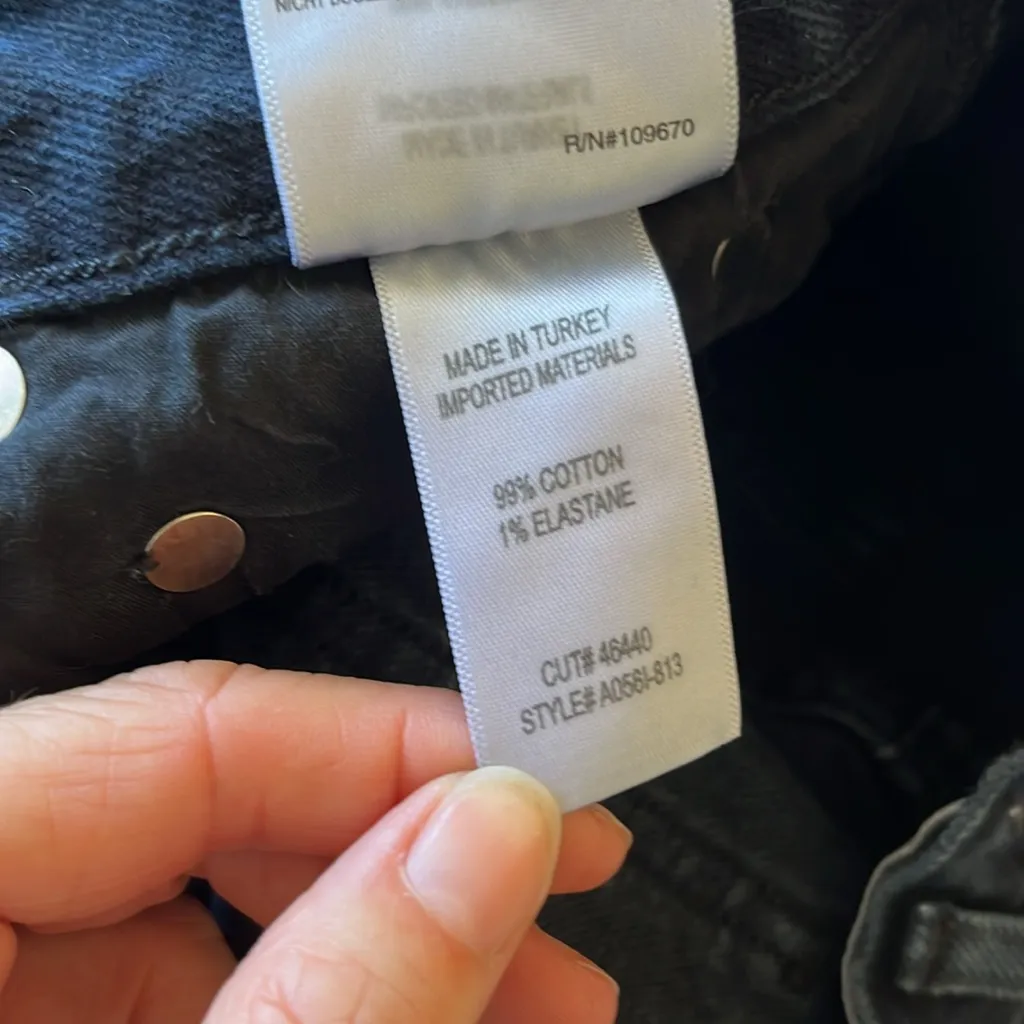 R/N#109670
MADE IN TURKEY
IMPORTED MATERIALS
99% COTTON
1% ELASTANE
CUT# 46440
STYLE# A056I-813